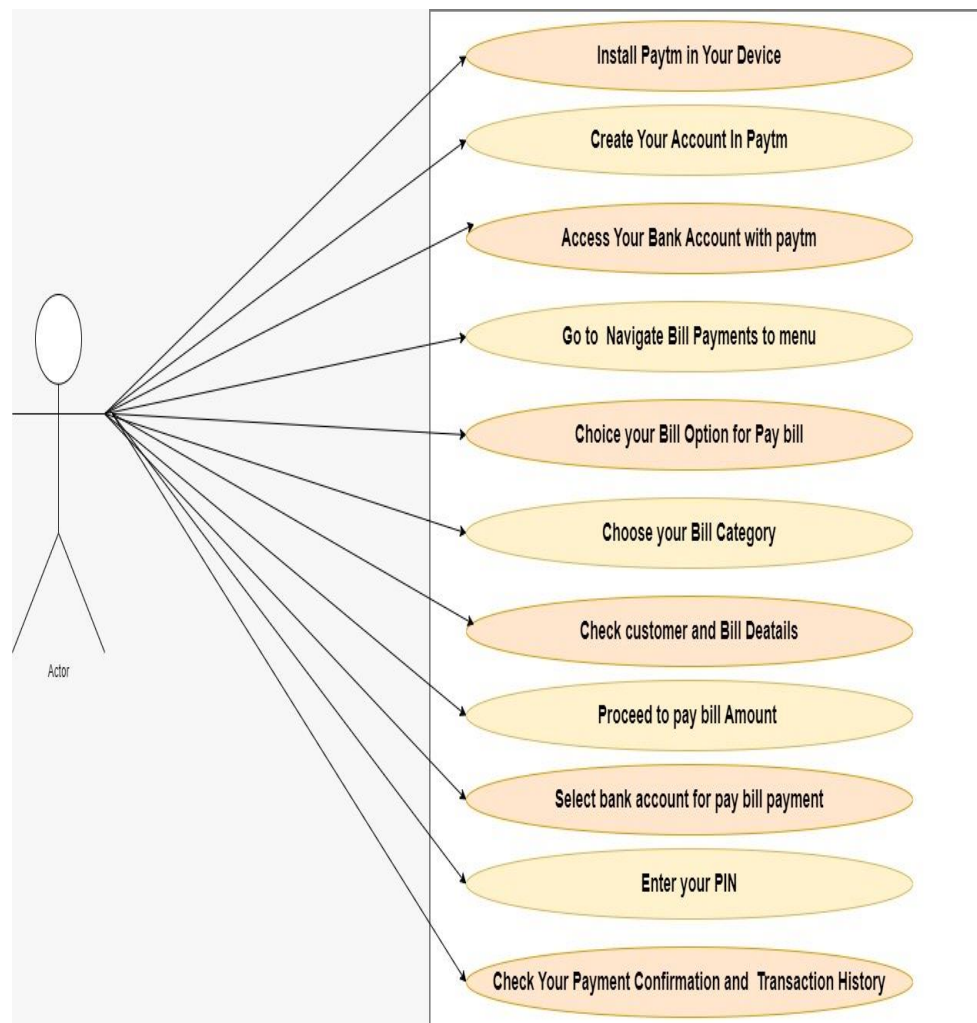 Install Paytm in Your Device
Create Your Account In Paytm
Access Your Bank Account with paytm
Go to Navigate Bill Payments to menu
Choice your Bill Option for Pay bill
Choose your Bill Category
Check customer and Bill Deatails
Actor
Proceed to pay bill Amount
Select bank account for pay bill payment
Enter your PIN
Check Your Payment Confirmation and Transaction History